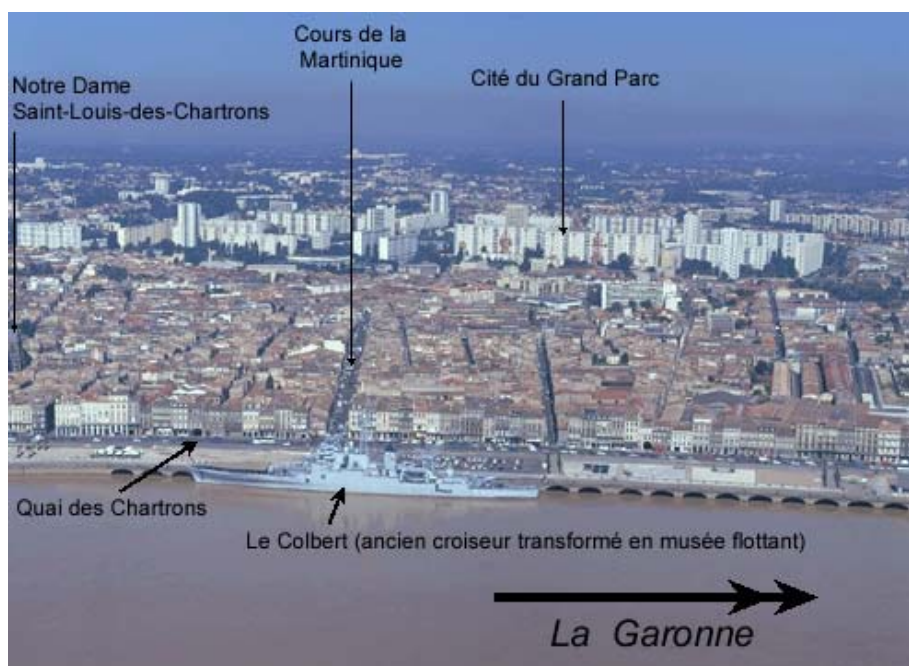 Cours de la
Martinique
Notre Dame
Saint-Louis-des-Chartrons
Cité du Grand Parc
Quai des Chartrons
Le Colbert (ancien croiseur transformé en musée flottant)
La Garonne